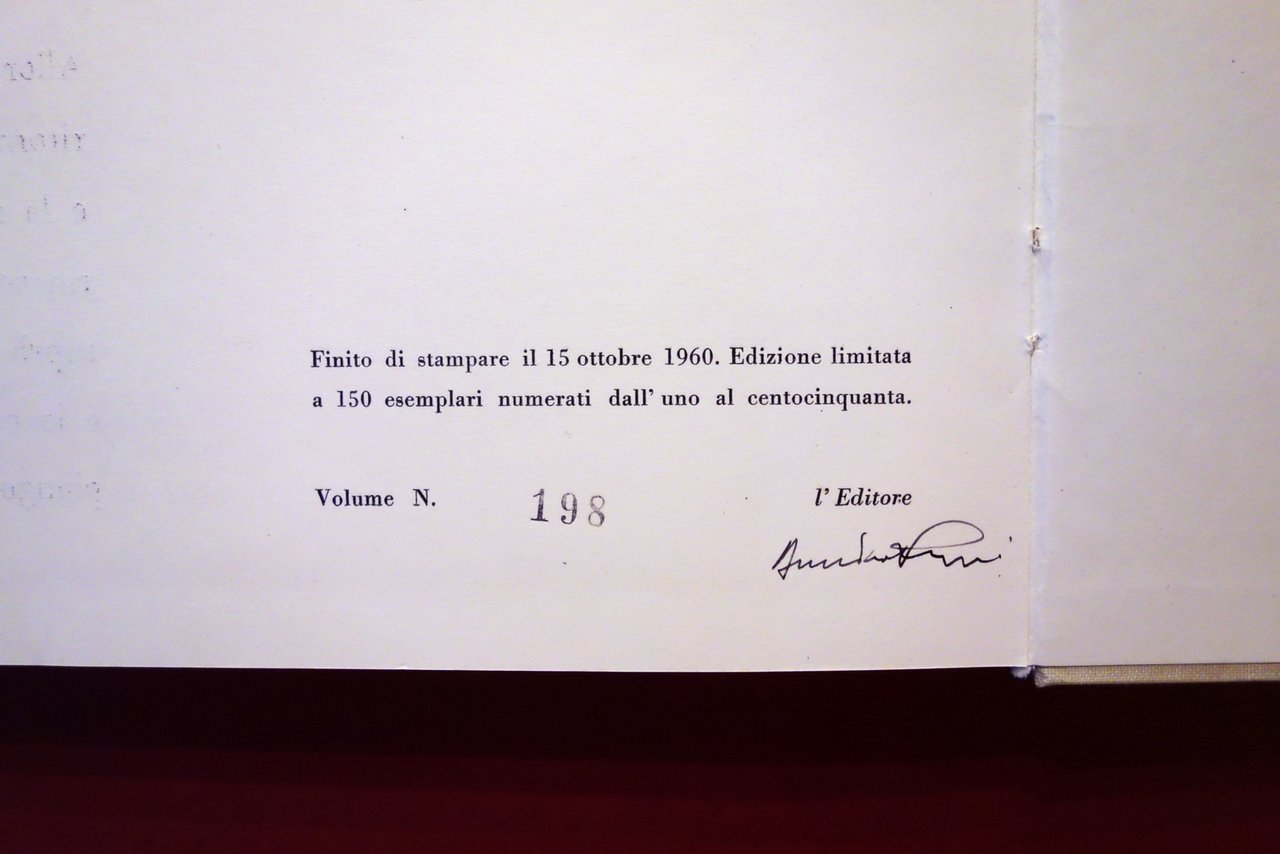 Finito di stampare il 15 ottobre 1960. Edizione limitata
a 150 esemplari numerati dall' uno al centocinquanta.
Volume N. 198 l' Editore